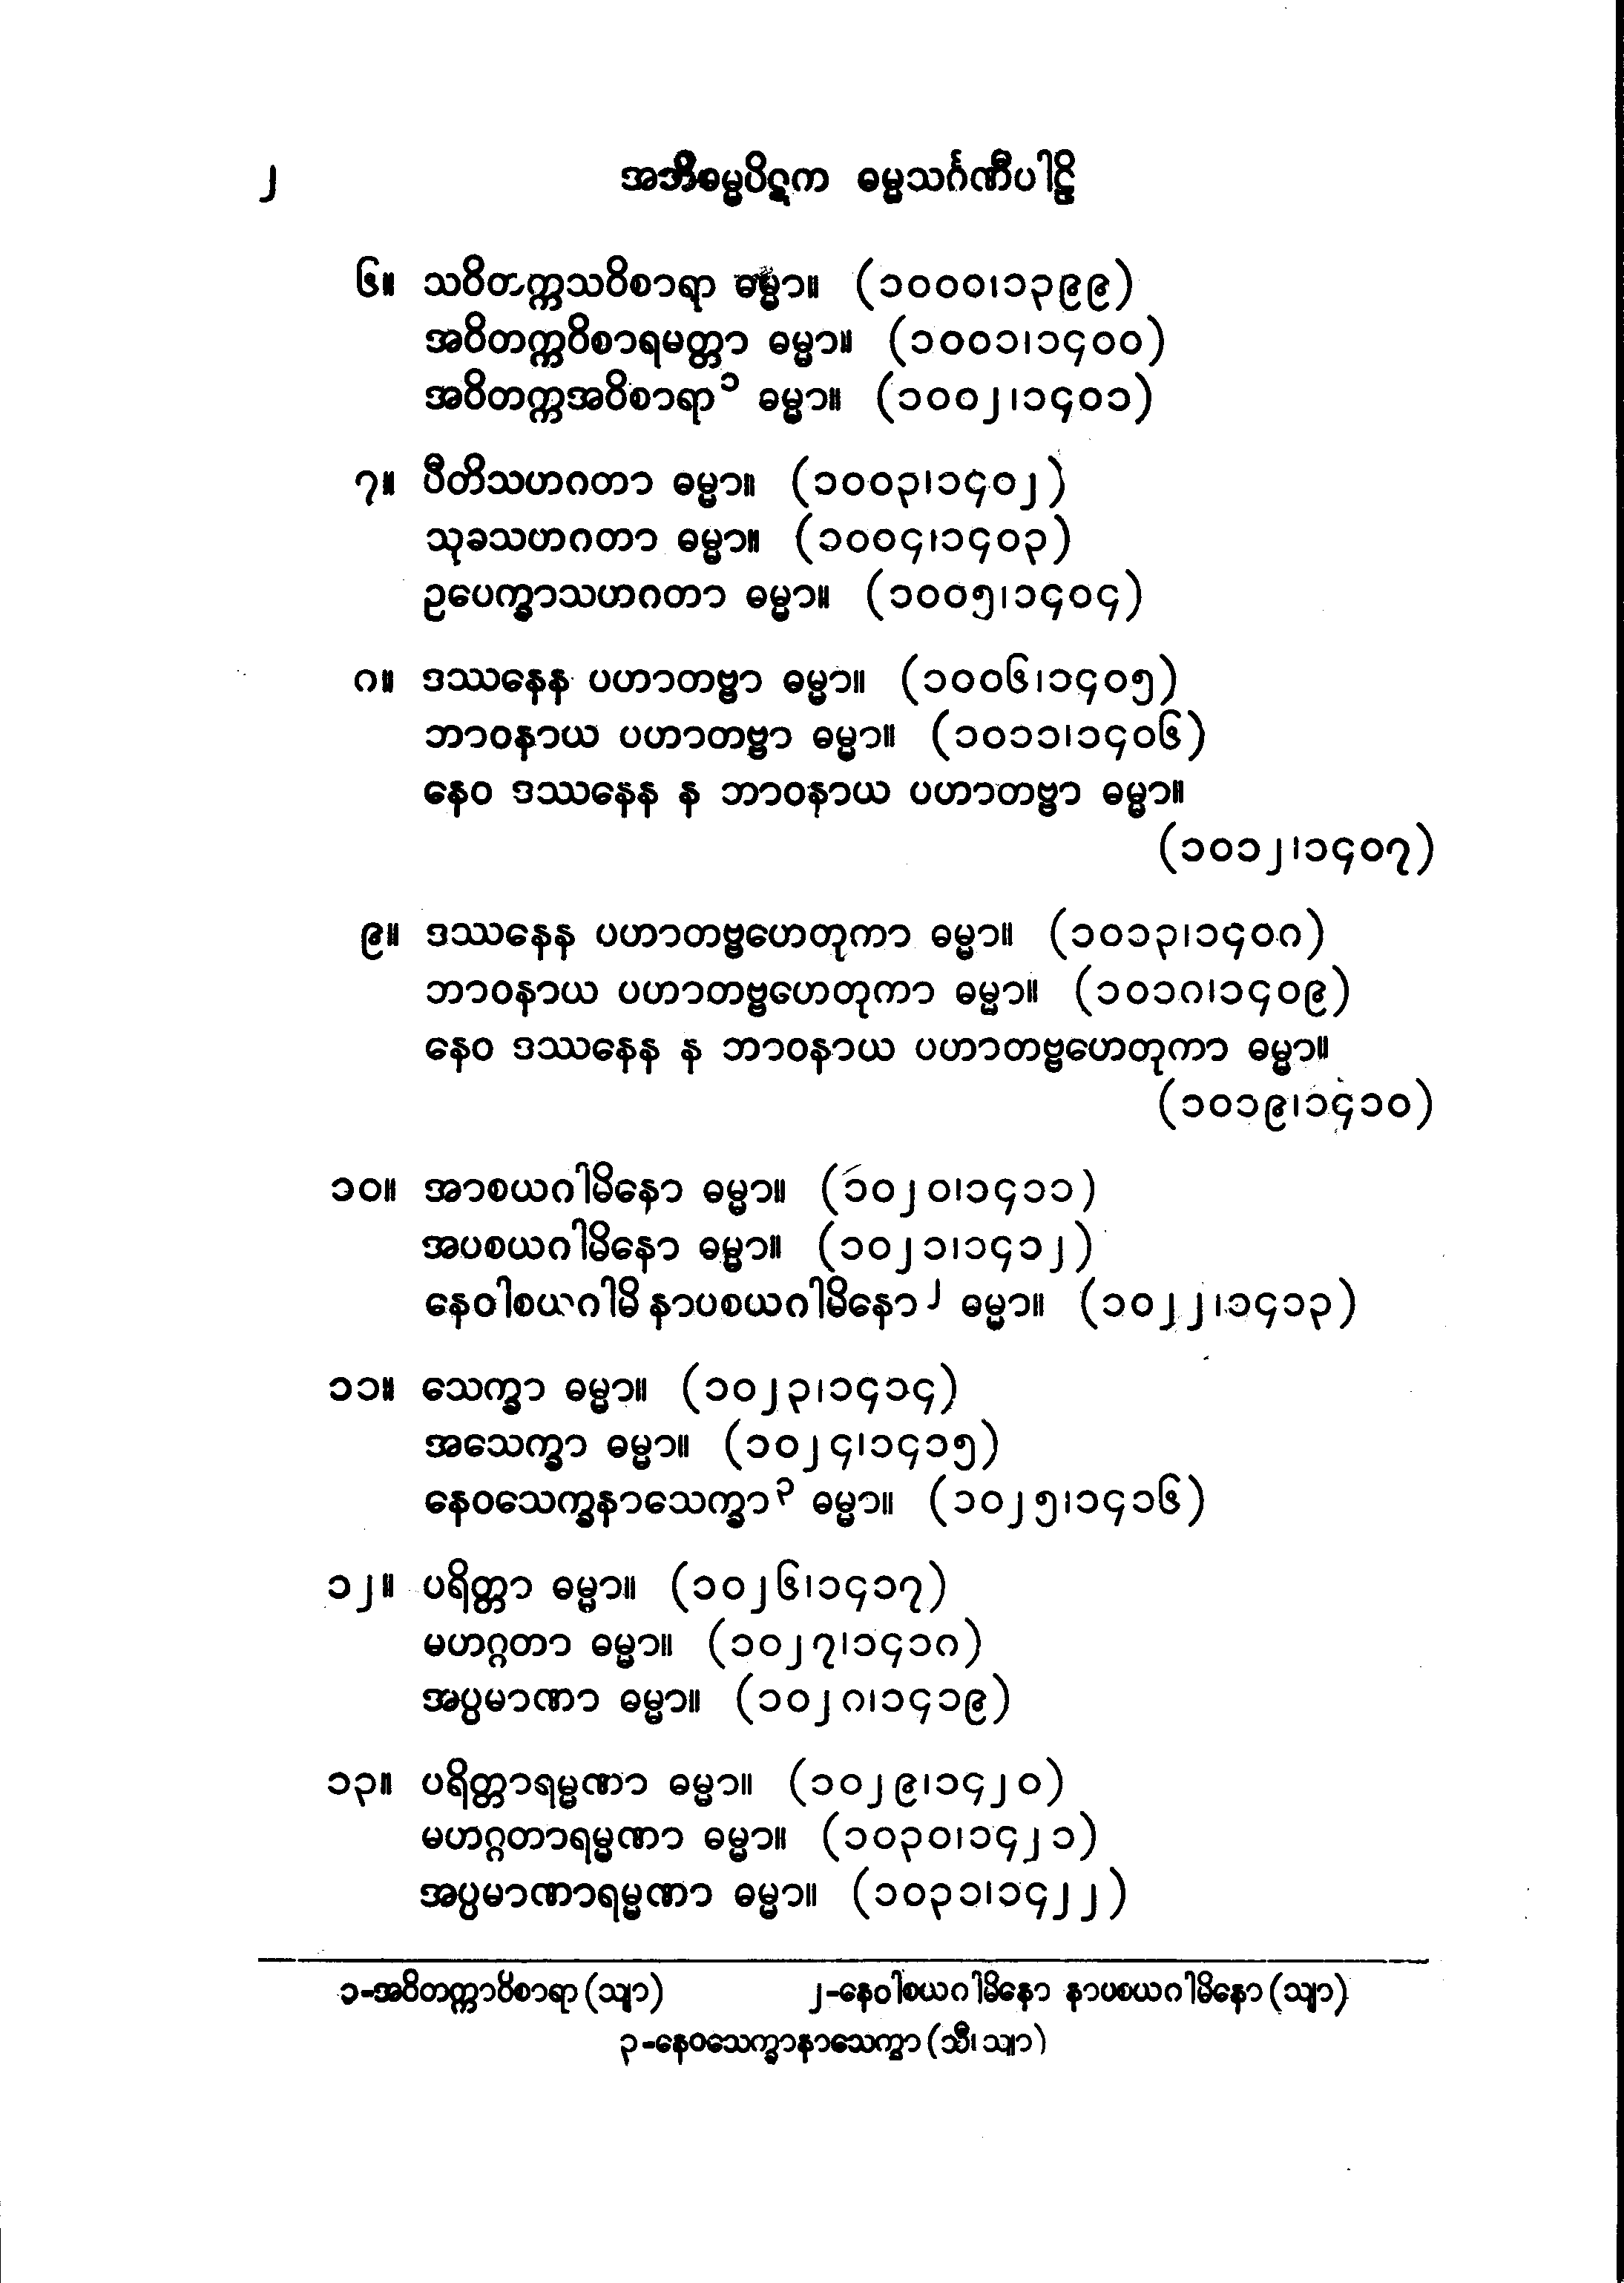 ၂ အဘိဓမ္မပိဋက ဓမ္မသင်္ဂဏီပါဠိ
၆။ သဝိတက္ကသဝိစာရာ ဓမ္မာ။ (၁၀၀၀၊၁၃၉၉)
အဝိတက္ကဝိစာရမတ္တာ ဓမ္မာ။ (၁၀၀၁၊၁၄၀၀)
အဝိတက္ကအဝိစာရာ၁ ဓမ္မာ။ (၁၀၀၂၊၁၄၀၁)
၇။ ပီတိသဟဂတာ ဓမ္မာ။ (၁၀၀၃၊၁၄၀၂)
သုခသဟဂတာ ဓမ္မာ။ (၁၀၀၄၊၁၄၀၃)
ဥပေက္ခာသဟဂတာ ဓမ္မာ။ (၁၀၀၅၊၁၄၀၄)
၈။ ဒဿနေန ပဟာတဗ္ဗာ ဓမ္မာ။ (၁၀၀၆၊၁၄၀၅)
ဘာဝနာယ ပဟာတဗ္ဗာ ဓမ္မာ။ (၁၀၁၁၊၁၄၀၆)
နေဝ ဒဿနေန န ဘာဝနာယ ပဟာတဗ္ဗာ ဓမ္မာ။
(၁၀၁၂၊၁၄၀၇)
၉။ ဒဿနေန ပဟာတဗ္ဗဟေတုကာ ဓမ္မာ။ (၁၀၁၃၊၁၄၀၈)
ဘာဝနာယ ပဟာတဗ္ဗဟေတုကာ ဓမ္မာ။ (၁၀၁၈၊၁၄၀၉)
နေဝ ဒဿနေန န ဘာဝနာယ ပဟာတဗ္ဗဟေတုကာ ဓမ္မာ။
(၁၀၁၉၊၁၄၁၀)
၁၀။ အာစယဂါမိနော ဓမ္မာ။ (၁၀၂၀၊၁၄၁၁)
အပစယဂါမိနော ဓမ္မာ။ (၁၀၂၁၊၁၄၁၂)
နေဝါစယဂါမိ နာပစယဂါမိနော၂ ဓမ္မာ။ (၁၀၂၂၊၁၄၁၃)
၁၁။ သေက္ခာ ဓမ္မာ။ (၁၀၂၃၊၁၄၁၄)
အသေက္ခာ ဓမ္မာ။ (၁၀၂၄၊၁၄၁၅)
နေဝသေက္ခနာသေက္ခာ၃ ဓမ္မာ။ (၁၀၂၅၊၁၄၁၆)
၁၂။ ပရိတ္တာ ဓမ္မာ။ (၁၀၂၆၊၁၄၁၇)
မဟဂ္ဂတာ ဓမ္မာ။ (၁၀၂၇၊၁၄၁၈)
အပ္ပမာဏာ ဓမ္မာ။ (၁၀၂၈၊၁၄၁၉)
၁၃။ ပရိတ္တာရမ္မဏာ ဓမ္မာ။ (၁၀၂၉၊၁၄၂၀)
မဟဂ္ဂတာရမ္မဏာ ဓမ္မာ။ (၁၀၃၀၊၁၄၂၁)
အပ္ပမာဏာရမ္မဏာ ဓမ္မာ။ (၁၀၃၁၊၁၄၂၂)
၁-အဝိတက္ကာဝိစာရာ (သျာ) ၂-နေဝါစယဂါမိနော နာပစယဂါမိနော (သျာ)
၃-နေဝသေက္ခာနာသေက္ခာ (သီ၊ သျာ)